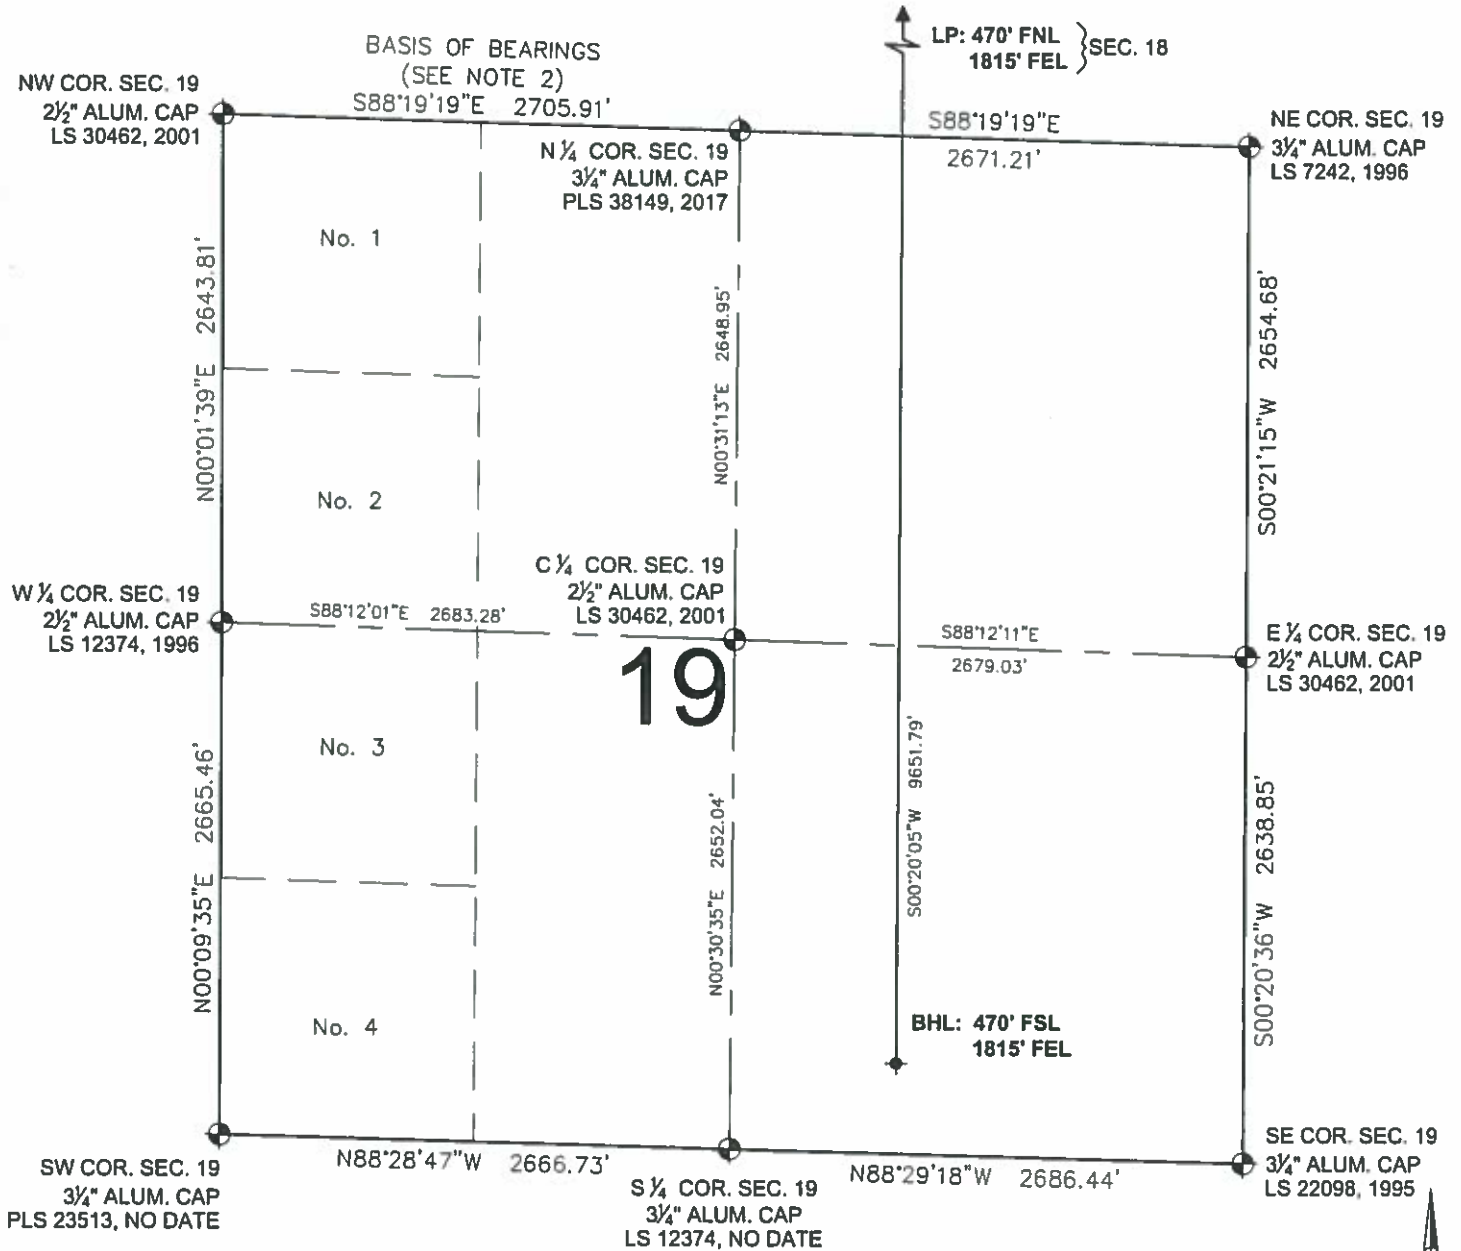 BASIS OF BEARINGS
(SEE NOTE 2)
S88°19'19"E 2705.91'
LP: 470' FNL
1815' FEL
}SEC. 18
NW COR. SEC. 19
2½" ALUM. CAP
LS 30462, 2001
N ¼ COR. SEC. 19
3¼" ALUM. CAP
PLS 38149, 2017
S88°19'19"E
2671.21'
NE COR. SEC. 19
3¼" ALUM. CAP
LS 7242, 1996
No. 1
N00°01'39"E 2643.81'
N00°31'13"E 2648.95'
S00°21'15"W 2654.68'
No. 2
W ¼ COR. SEC. 19
2½" ALUM. CAP
LS 12374, 1996
S88°12'01"E 2683.28'
C ¼ COR. SEC. 19
2½" ALUM. CAP
LS 30462, 2001
S88°12'11"E
2679.03'
E ¼ COR. SEC. 19
2½" ALUM. CAP
LS 30462, 2001
19
No. 3
N00°09'35"E 2665.46'
N00°30'35"E 2652.04'
S00°20'05"W 9651.79'
S00°20'36"W 2638.85'
No. 4
BHL: 470' FSL
1815' FEL
SW COR. SEC. 19
3¼" ALUM. CAP
PLS 23513, NO DATE
N88°28'47"W 2666.73'
S ¼ COR. SEC. 19
3¼" ALUM. CAP
LS 12374, NO DATE
N88°29'18"W 2686.44'
SE COR. SEC. 19
3¼" ALUM. CAP
LS 22098, 1995